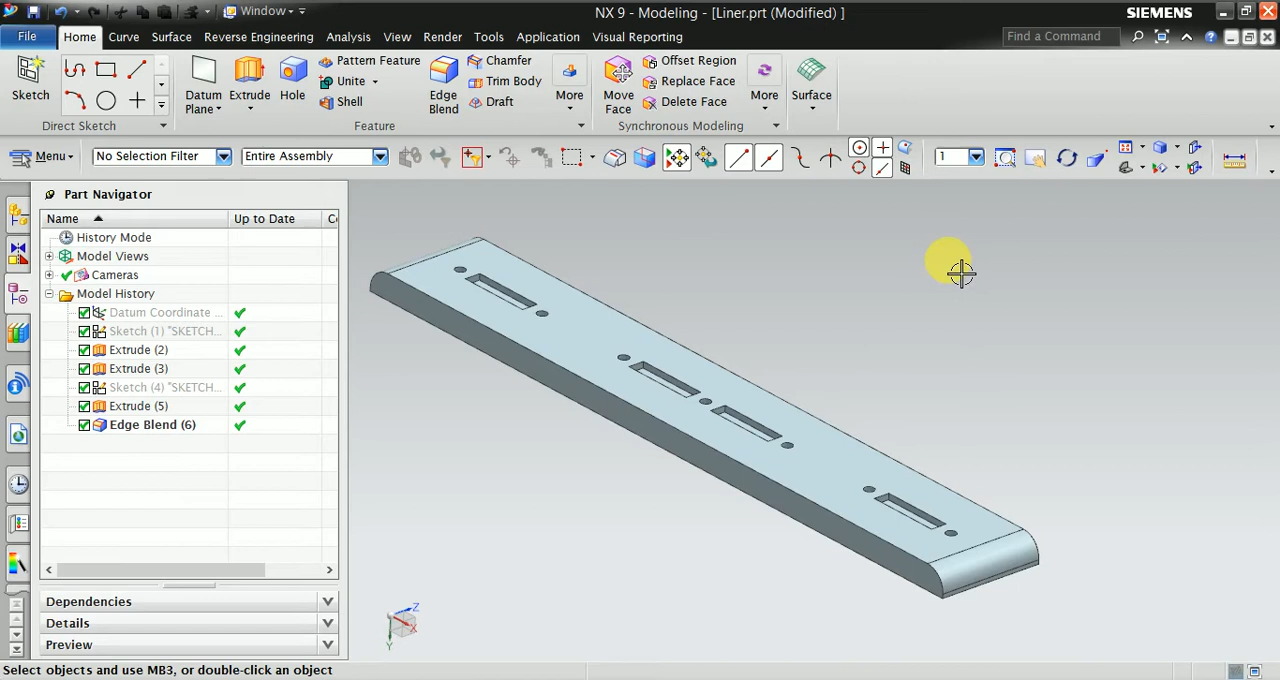 Window
NX 9 - Modeling - [Liner.prt (Modified) ]
SIEMENS
File
Home
Curve
Surface
Reverse Engineering
Analysis
View
Render
Tools
Application
Visual Reporting
Find a Command
Sketch
Direct Sketch
Datum
Plane
Extrude
Hole
Pattern Feature
Unite
Shell
Edge
Blend
Chamfer
Trim Body
Draft
More
Feature
Move
Face
Offset Region
Replace Face
Delete Face
More
Synchronous Modeling
Surface
Menu
No Selection Filter
Entire Assembly
1
Part Navigator
Name
Up to Date
History Mode
Model Views
Cameras
Model History
Datum Coordinate ...
Sketch (1) "SKETCH...
Extrude (2)
Extrude (3)
Sketch (4) "SKETCH...
Extrude (5)
Edge Blend (6)
Dependencies
Details
Preview
Z
X
Y
Select objects and use MB3, or double-click an object